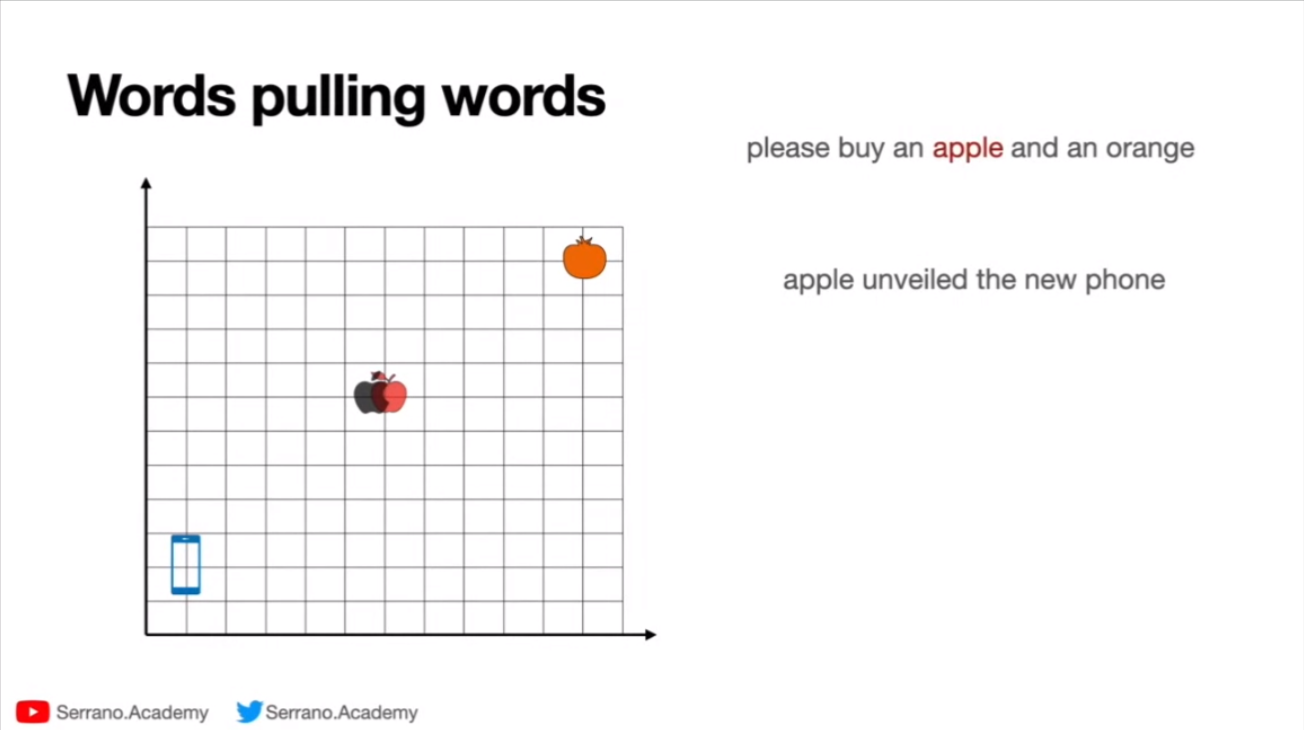 Words pulling words
please buy an apple and an orange
apple unveiled the new phone
Serrano.Academy
Serrano.Academy